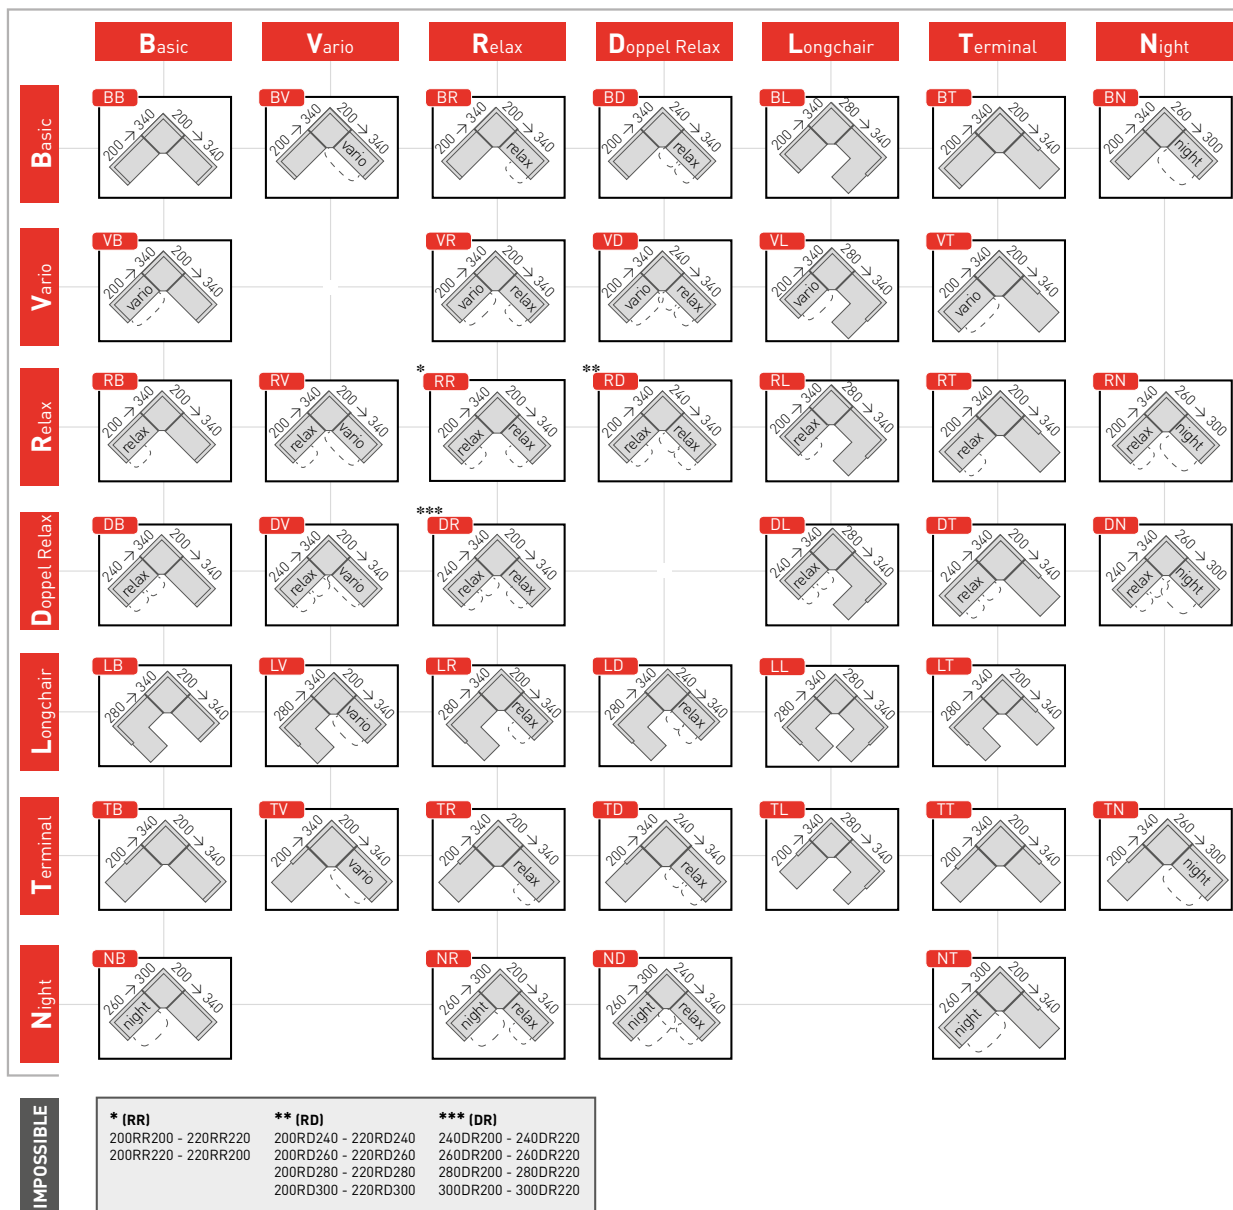 Basic Vario Relax Doppel Relax Longchair Terminal Night
Basic
BB 200 → 340 200 → 340
BV 200 → 340 200 → 340 vario
BR 200 → 340 200 → 340 relax
BD 200 → 340 240 → 340 relax
BL 200 → 340 280 → 340
BT 200 → 340 200 → 340
BN 200 → 340 260 → 300 night
Vario
VB 200 → 340 200 → 340 vario
VR 200 → 340 200 → 340 vario relax
VD 200 → 340 240 → 340 vario relax
VL 200 → 340 280 → 340 vario
VT 200 → 340 200 → 340 vario
Relax
RB 200 → 340 200 → 340 relax
RV 200 → 340 200 → 340 relax vario
* RR 200 → 340 200 → 340 relax relax
** RD 200 → 340 240 → 340 relax relax
RL 200 → 340 280 → 340 relax
RT 200 → 340 200 → 340 relax
RN 200 → 340 260 → 300 relax night
Doppel Relax
DB 240 → 340 200 → 340 relax
DV 240 → 340 200 → 340 relax vario
*** DR 240 → 340 200 → 340 relax relax
DL 240 → 340 280 → 340 relax
DT 240 → 340 200 → 340 relax
DN 240 → 340 260 → 300 relax night
Longchair
LB 280 → 340 200 → 340
LV 280 → 340 200 → 340 vario
LR 280 → 340 200 → 340 relax
LD 280 → 340 240 → 340 relax
LL 280 → 340 280 → 340
LT 280 → 340 200 → 340
Terminal
TB 200 → 340 200 → 340
TV 200 → 340 200 → 340 vario
TR 200 → 340 200 → 340 relax
TD 200 → 340 240 → 340 relax
TL 200 → 340 280 → 340
TT 200 → 340 200 → 340
TN 200 → 340 260 → 300 night
Night
NB 260 → 300 200 → 340 night
NR 260 → 300 200 → 340 night relax
ND 260 → 300 240 → 340 night relax
NT 260 → 300 200 → 340 night
IMPOSSIBLE
* (RR) ** (RD) *** (DR)
200RR200 - 220RR220 200RD240 - 220RD240 240DR200 - 240DR220
200RR220 - 220RR200 200RD260 - 220RD260 260DR200 - 260DR220
200RD280 - 220RD280 280DR200 - 280DR220
200RD300 - 220RD300 300DR200 - 300DR220